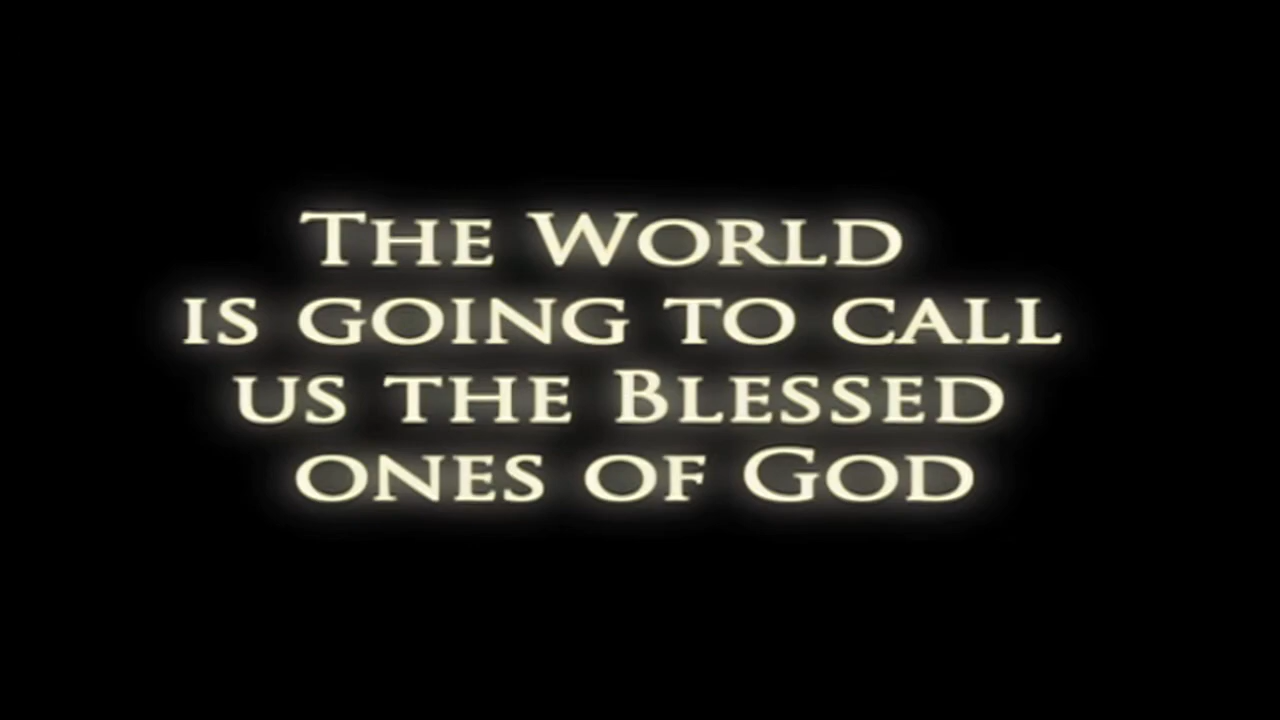 The World
is going to call
us the Blessed
ones of God